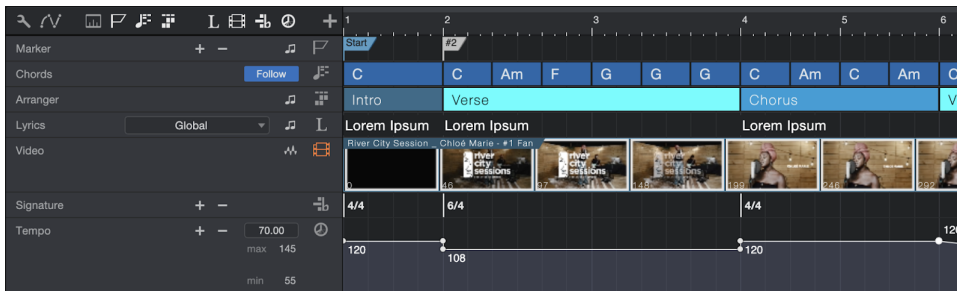 L
1 2 3 4 5 6
Marker + − Start #2
Chords Follow C C Am F G G G C Am C Am C
Arranger Intro Verse Chorus V
Lyrics Global L Lorem Ipsum Lorem Ipsum Lorem Ipsum
Video River City Session _ Chloé Marie - #1 Fan
river city sessions river city sessions river city sessions
0 46 97 148 199 246 292
Signature + − 4/4 6/4 4/4
Tempo + − 70.00 120 108 120 120
max 145
min 55